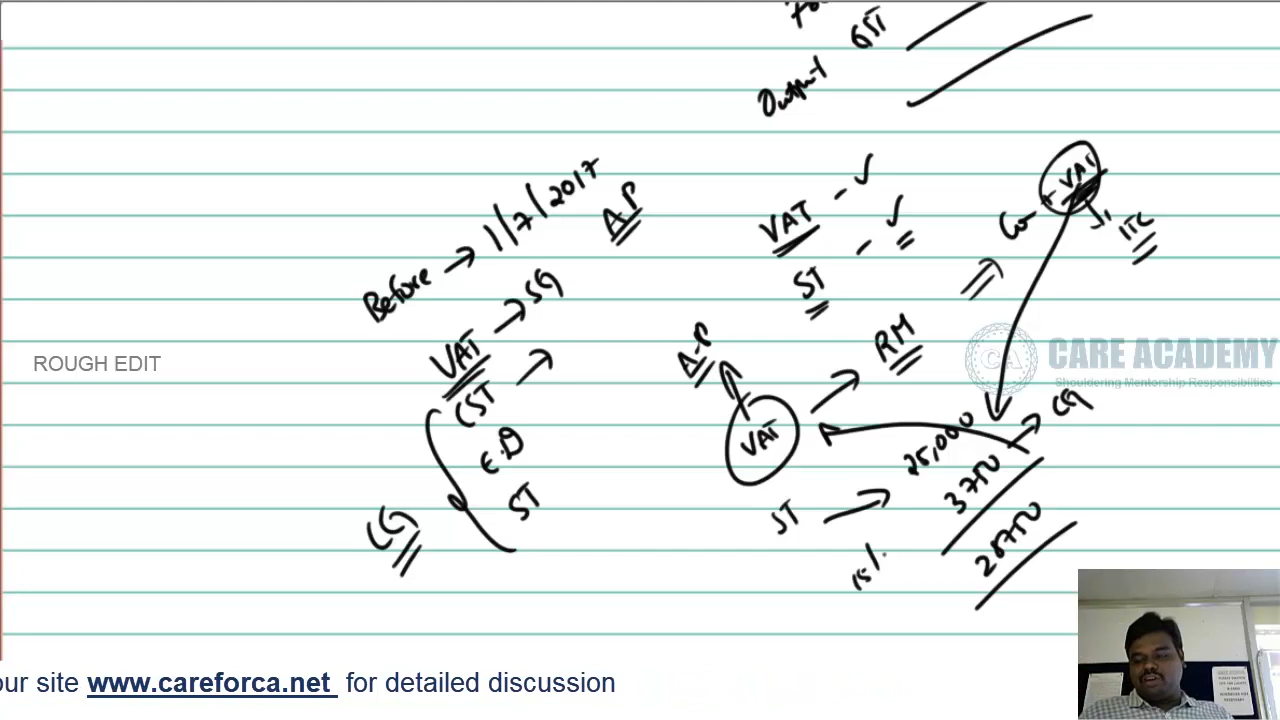 Output GST
Before → 1/7/2017
A.P
VAT → SG
CST →
E.D
ST
CG
VAT - ✓
ST - ✓
A.P
VAT → RM ⇒ Co + VAT
ITC
ST → 25,000
15%
3750 → CG
28750
ROUGH EDIT
CA
CARE ACADEMY
Shouldering Mentorship Responsibilities
our site www.careforca.net for detailed discussion